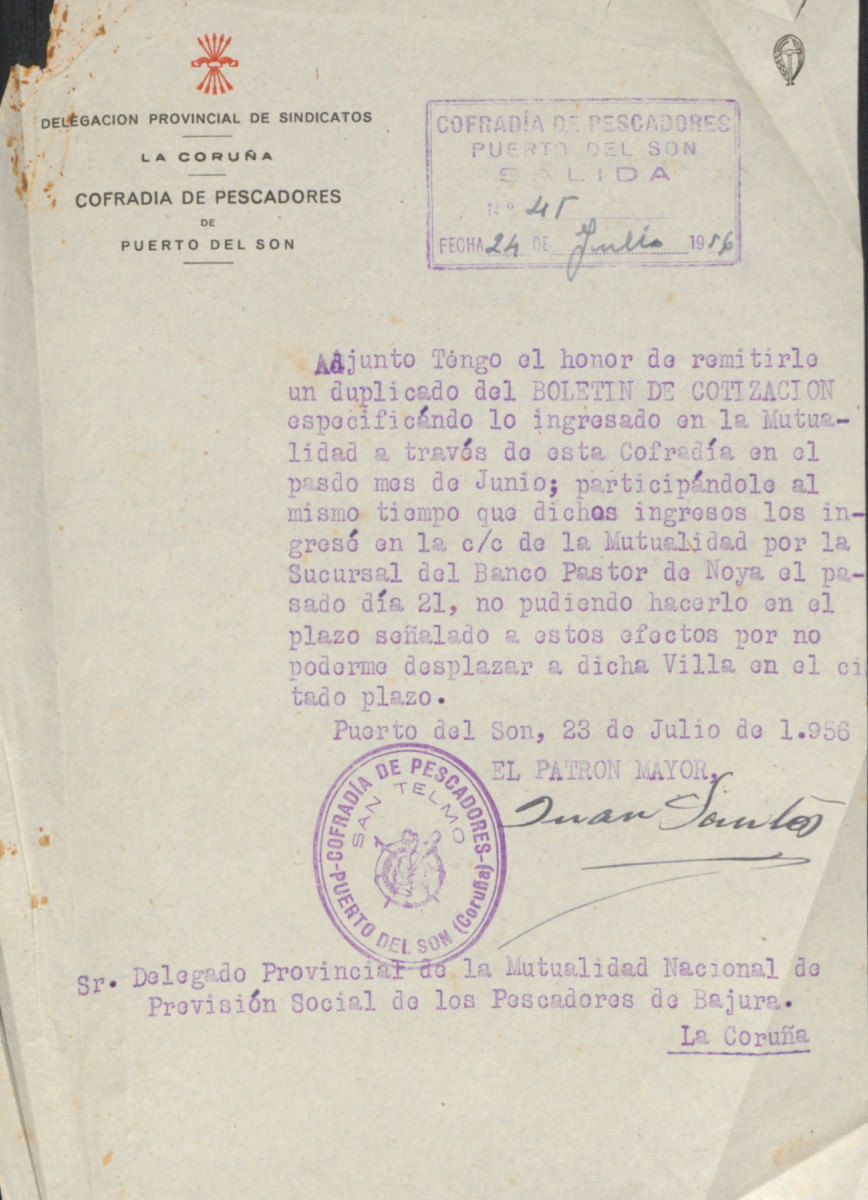 DELEGACION PROVINCIAL DE SINDICATOS
LA CORUÑA
COFRADIA DE PESCADORES
DE
PUERTO DEL SON
COFRADÍA DE PESCADORES
PUERTO DEL SON
SALIDA
Nº 45
FECHA 24 DE Julio 1956
Adjunto Téngo el honor de remitirle
un duplicado del BOLETIN DE COTIZACION
especificándo lo ingresado en la Mutua-
lidad a través de esta Cofradía en el
pasdo mes de Junio; participándole al
mismo tiempo que dichos ingresos los in-
gresé en la c/c de la Mutualidad por la
Sucursal del Banco Pastor de Noya el pa-
sado día 21, no pudiendo hacerlo en el
plazo señalado a estos efectos por no
poderme desplazar a dicha Villa en el ci
tado plazo.
Puerto del Son, 23 de Julio de 1.956
EL PATRON MAYOR,
Juan Santos
COFRADÍA DE PESCADORES
SAN TELMO
PUERTO DEL SON (Coruña)
Sr. Delegado Provincial de la Mutualidad Nacional de
Previsión Social de los Pescadores de Bajura.
La Coruña